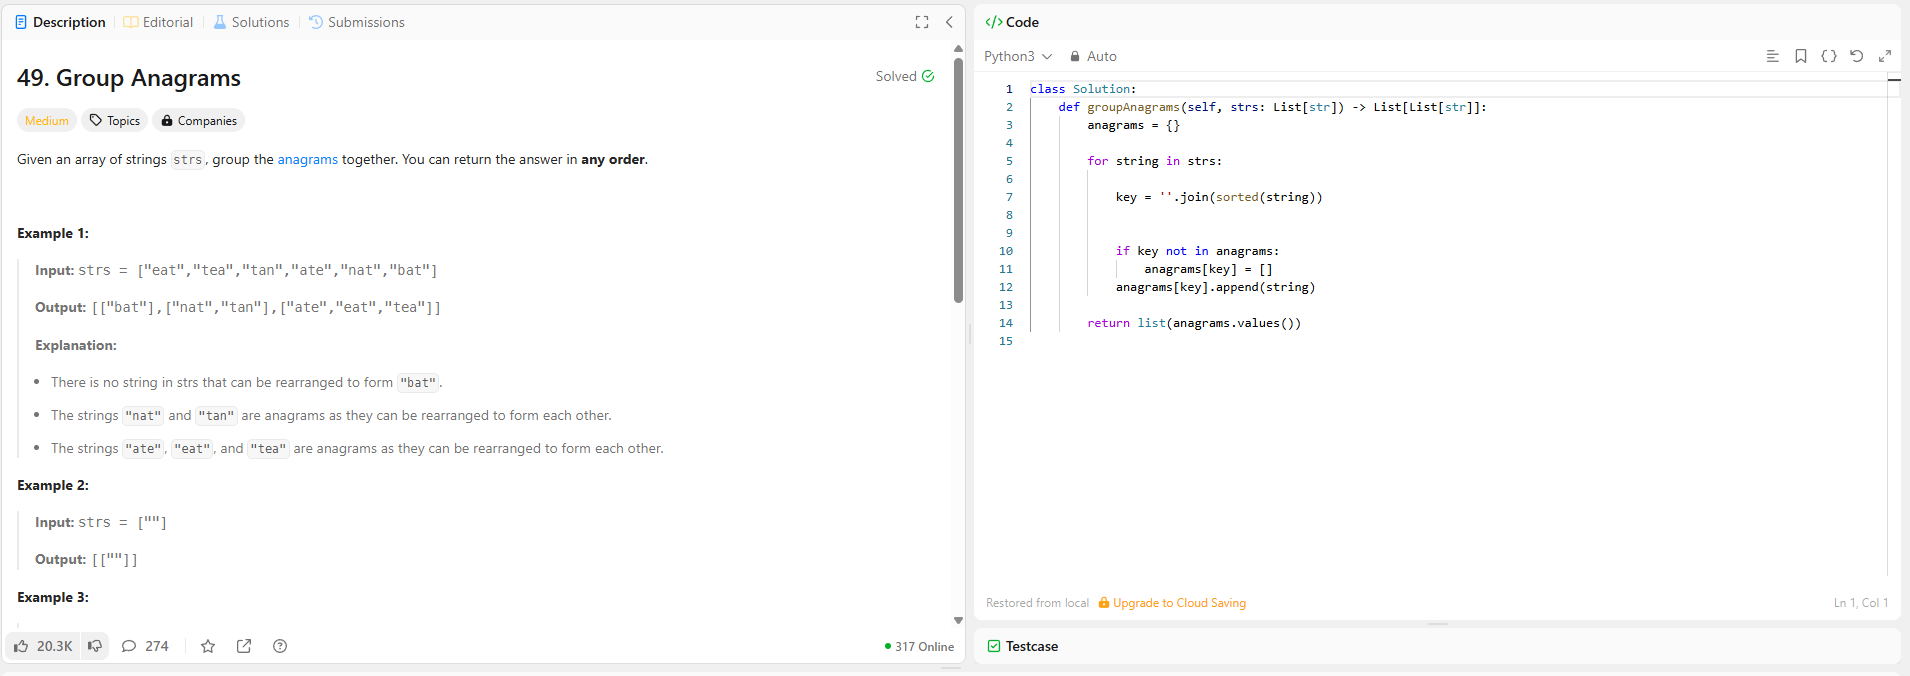 Description
Editorial
Solutions
Submissions
49. Group Anagrams
Solved
Medium
Topics
Companies
Given an array of strings strs, group the anagrams together. You can return the answer in any order.
Example 1:
Input: strs = ["eat","tea","tan","ate","nat","bat"]
Output: [["bat"],["nat","tan"],["ate","eat","tea"]]
Explanation:
• There is no string in strs that can be rearranged to form "bat".
• The strings "nat" and "tan" are anagrams as they can be rearranged to form each other.
• The strings "ate", "eat", and "tea" are anagrams as they can be rearranged to form each other.
Example 2:
Input: strs = [""]
Output: [[""]]
Example 3:
20.3K
274
317 Online
</> Code
Python3
Auto
1 class Solution:
2     def groupAnagrams(self, strs: List[str]) -> List[List[str]]:
3         anagrams = {}
4
5         for string in strs:
6
7             key = ''.join(sorted(string))
8
9
10             if key not in anagrams:
11                 anagrams[key] = []
12             anagrams[key].append(string)
13
14         return list(anagrams.values())
15
Restored from local
Upgrade to Cloud Saving
Ln 1, Col 1
Testcase